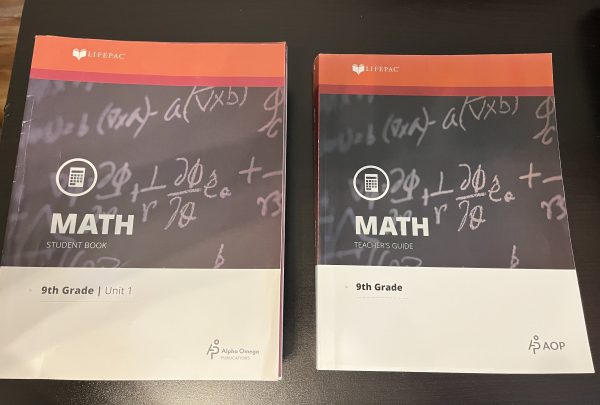 LIFEPAC
MATH
STUDENT BOOK
9th Grade | Unit 1
Alpha Omega
PUBLICATIONS
LIFEPAC
MATH
TEACHER'S GUIDE
9th Grade
AOP